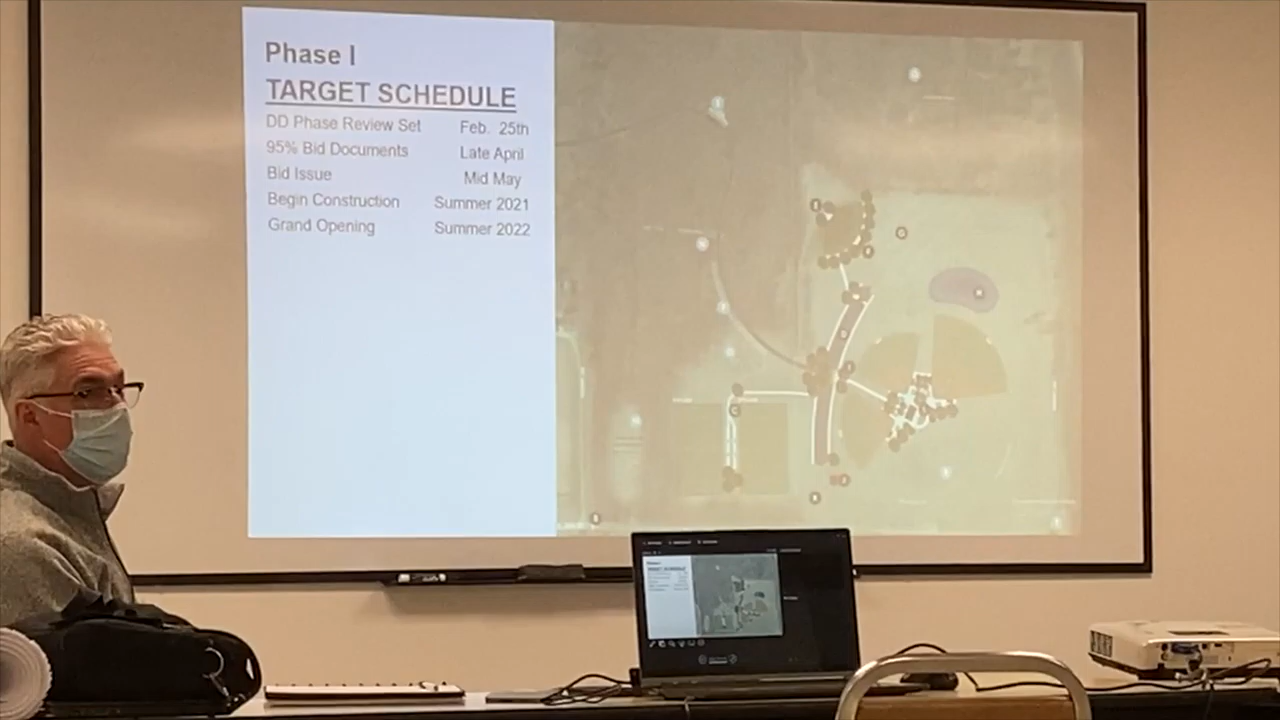 Phase I
TARGET SCHEDULE
DD Phase Review Set Feb. 25th
95% Bid Documents Late April
Bid Issue Mid May
Begin Construction Summer 2021
Grand Opening Summer 2022